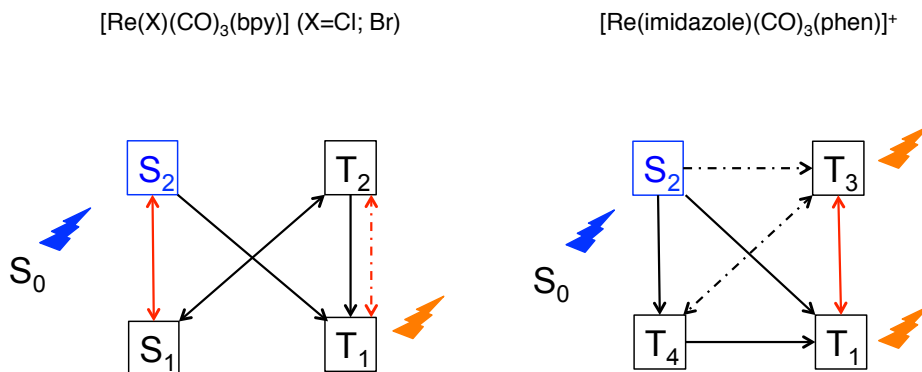 [Re(X)(CO)₃(bpy)] (X=Cl; Br)
[Re(imidazole)(CO)₃(phen)]⁺
S₂
T₂
S₀
S₁
T₁
S₂
T₃
S₀
T₄
T₁